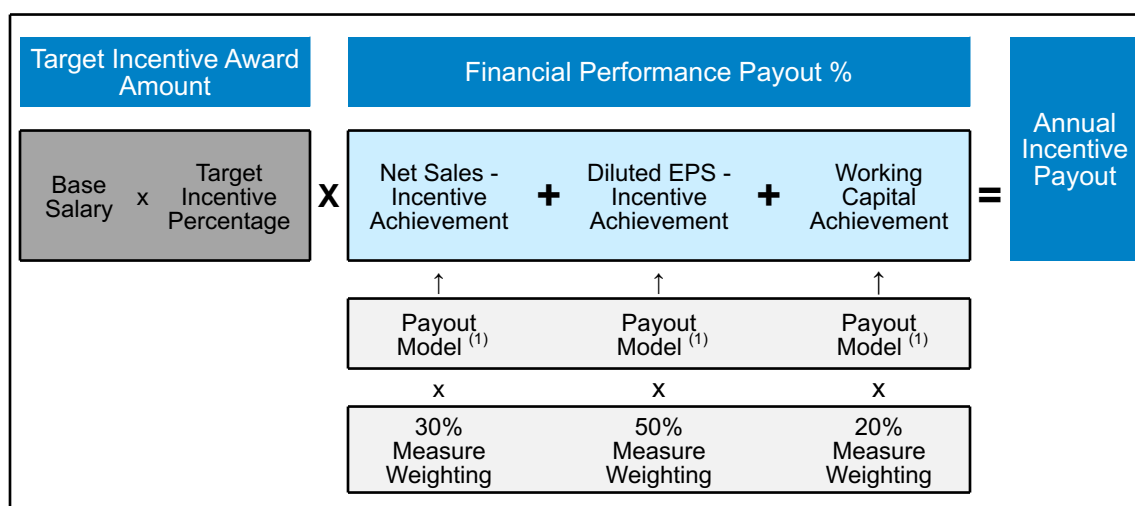 Target Incentive Award
Amount
Financial Performance Payout %
Annual
Incentive
Payout
Base
Salary
x
Target
Incentive
Percentage
X
Net Sales -
Incentive
Achievement
+
Diluted EPS -
Incentive
Achievement
+
Working
Capital
Achievement
=
↑ ↑ ↑
Payout
Model (1)
Payout
Model (1)
Payout
Model (1)
x x x
30%
Measure
Weighting
50%
Measure
Weighting
20%
Measure
Weighting